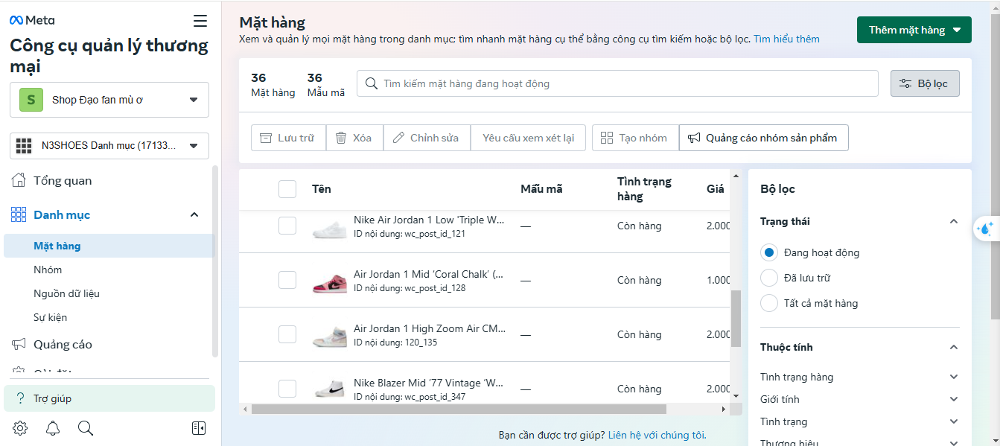 Meta
Công cụ quản lý thương
mại
S
Shop Đạo fan mù ơ
N3SHOES Danh mục (17133...
Tổng quan
Danh mục
Mặt hàng
Nhóm
Nguồn dữ liệu
Sự kiện
Quảng cáo
Trợ giúp
Mặt hàng
Xem và quản lý mọi mặt hàng trong danh mục; tìm nhanh mặt hàng cụ thể bằng công cụ tìm kiếm hoặc bộ lọc. Tìm hiểu thêm
Thêm mặt hàng
36
Mặt hàng
36
Mẫu mã
Tìm kiếm mặt hàng đang hoạt động
Bộ lọc
Lưu trữ
Xóa
Chỉnh sửa
Yêu cầu xem xét lại
Tạo nhóm
Quảng cáo nhóm sản phẩm
Tên
Mẫu mã
Tình trạng
hàng
Giá
Nike Air Jordan 1 Low 'Triple W...
ID nội dung: wc_post_id_121
—
Còn hàng
2.000
Air Jordan 1 Mid ‘Coral Chalk’ (...
ID nội dung: wc_post_id_128
—
Còn hàng
1.000
Air Jordan 1 High Zoom Air CM...
ID nội dung: 120_135
—
Còn hàng
2.000
Nike Blazer Mid ’77 Vintage ‘W...
ID nội dung: wc_post_id_347
—
Còn hàng
2.000
Bạn cần được trợ giúp? Liên hệ với chúng tôi.
Bộ lọc
Trạng thái
Đang hoạt động
Đã lưu trữ
Tất cả mặt hàng
Thuộc tính
Tình trạng hàng
Giới tính
Tình trạng
Thương hiệu